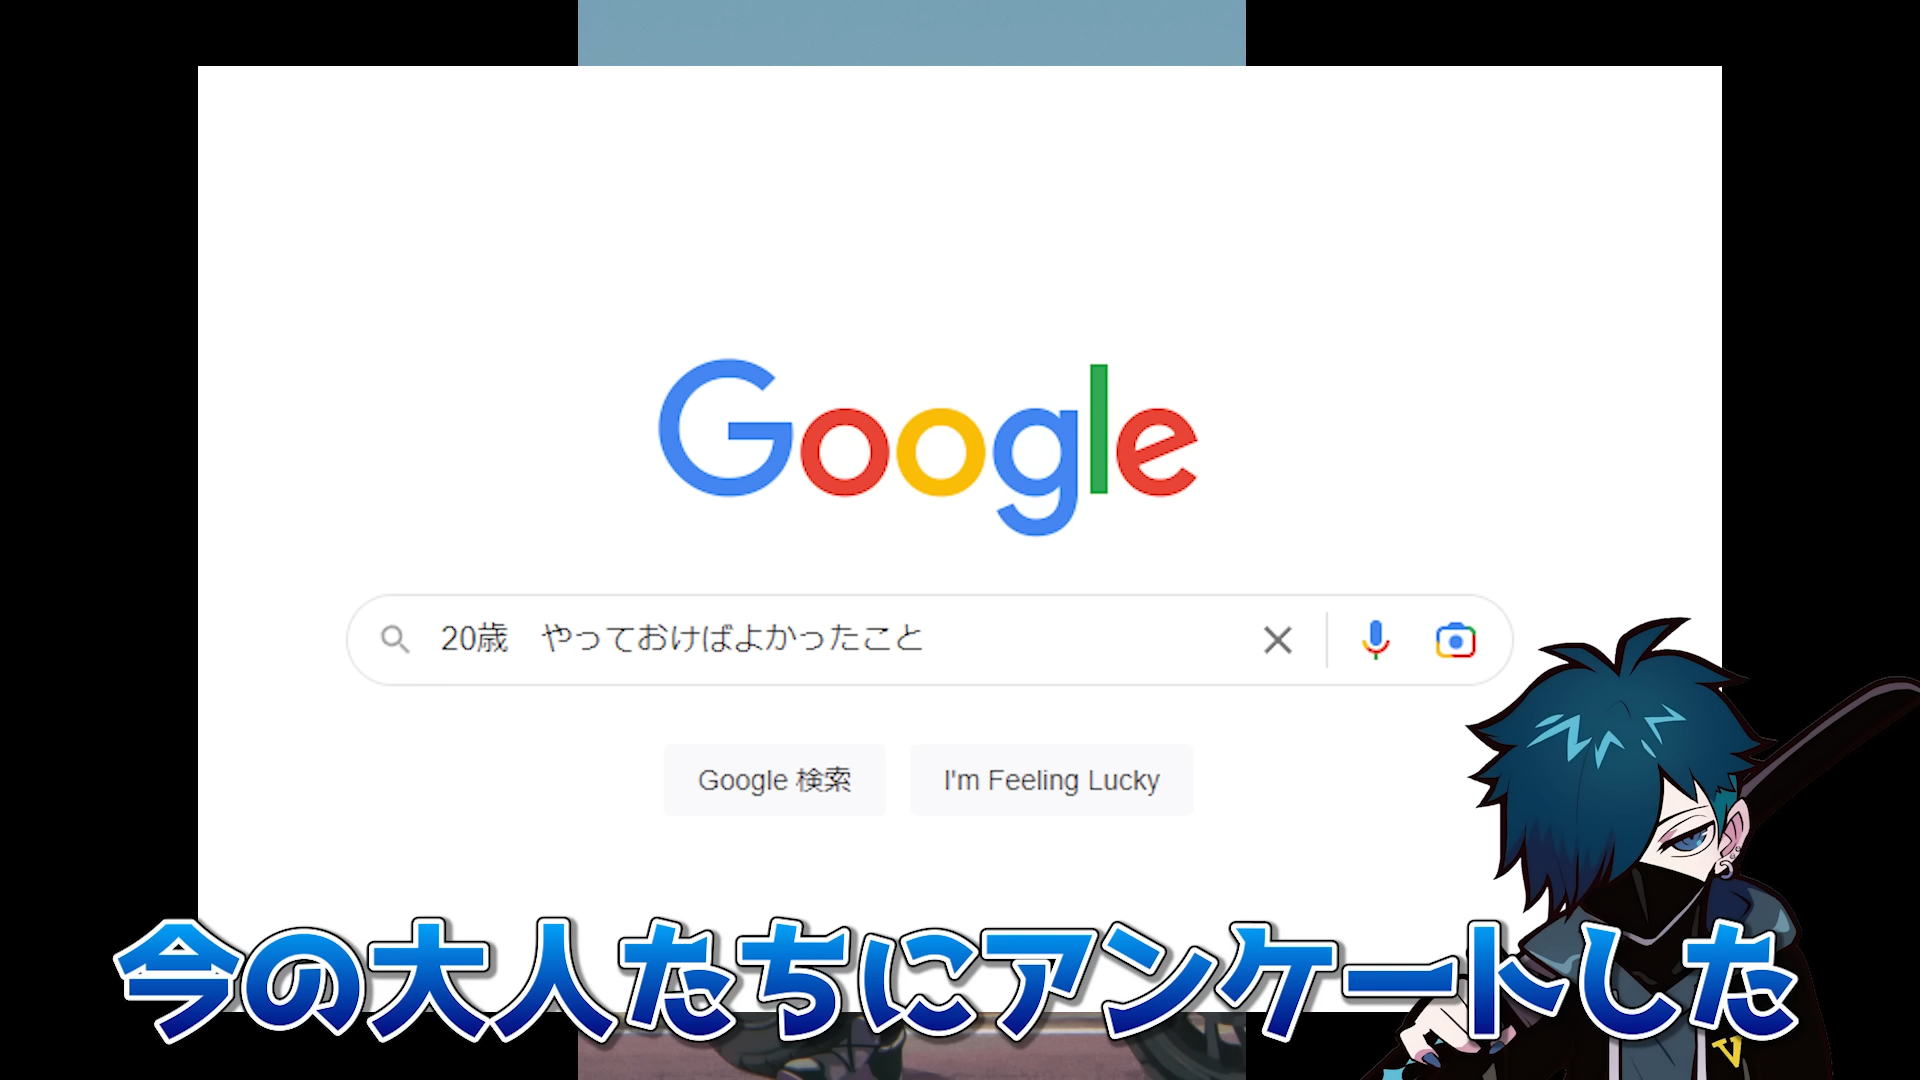 Google
20歳　やっておけばよかったこと
Google 検索
I'm Feeling Lucky
今の大人たちにアンケートした
V